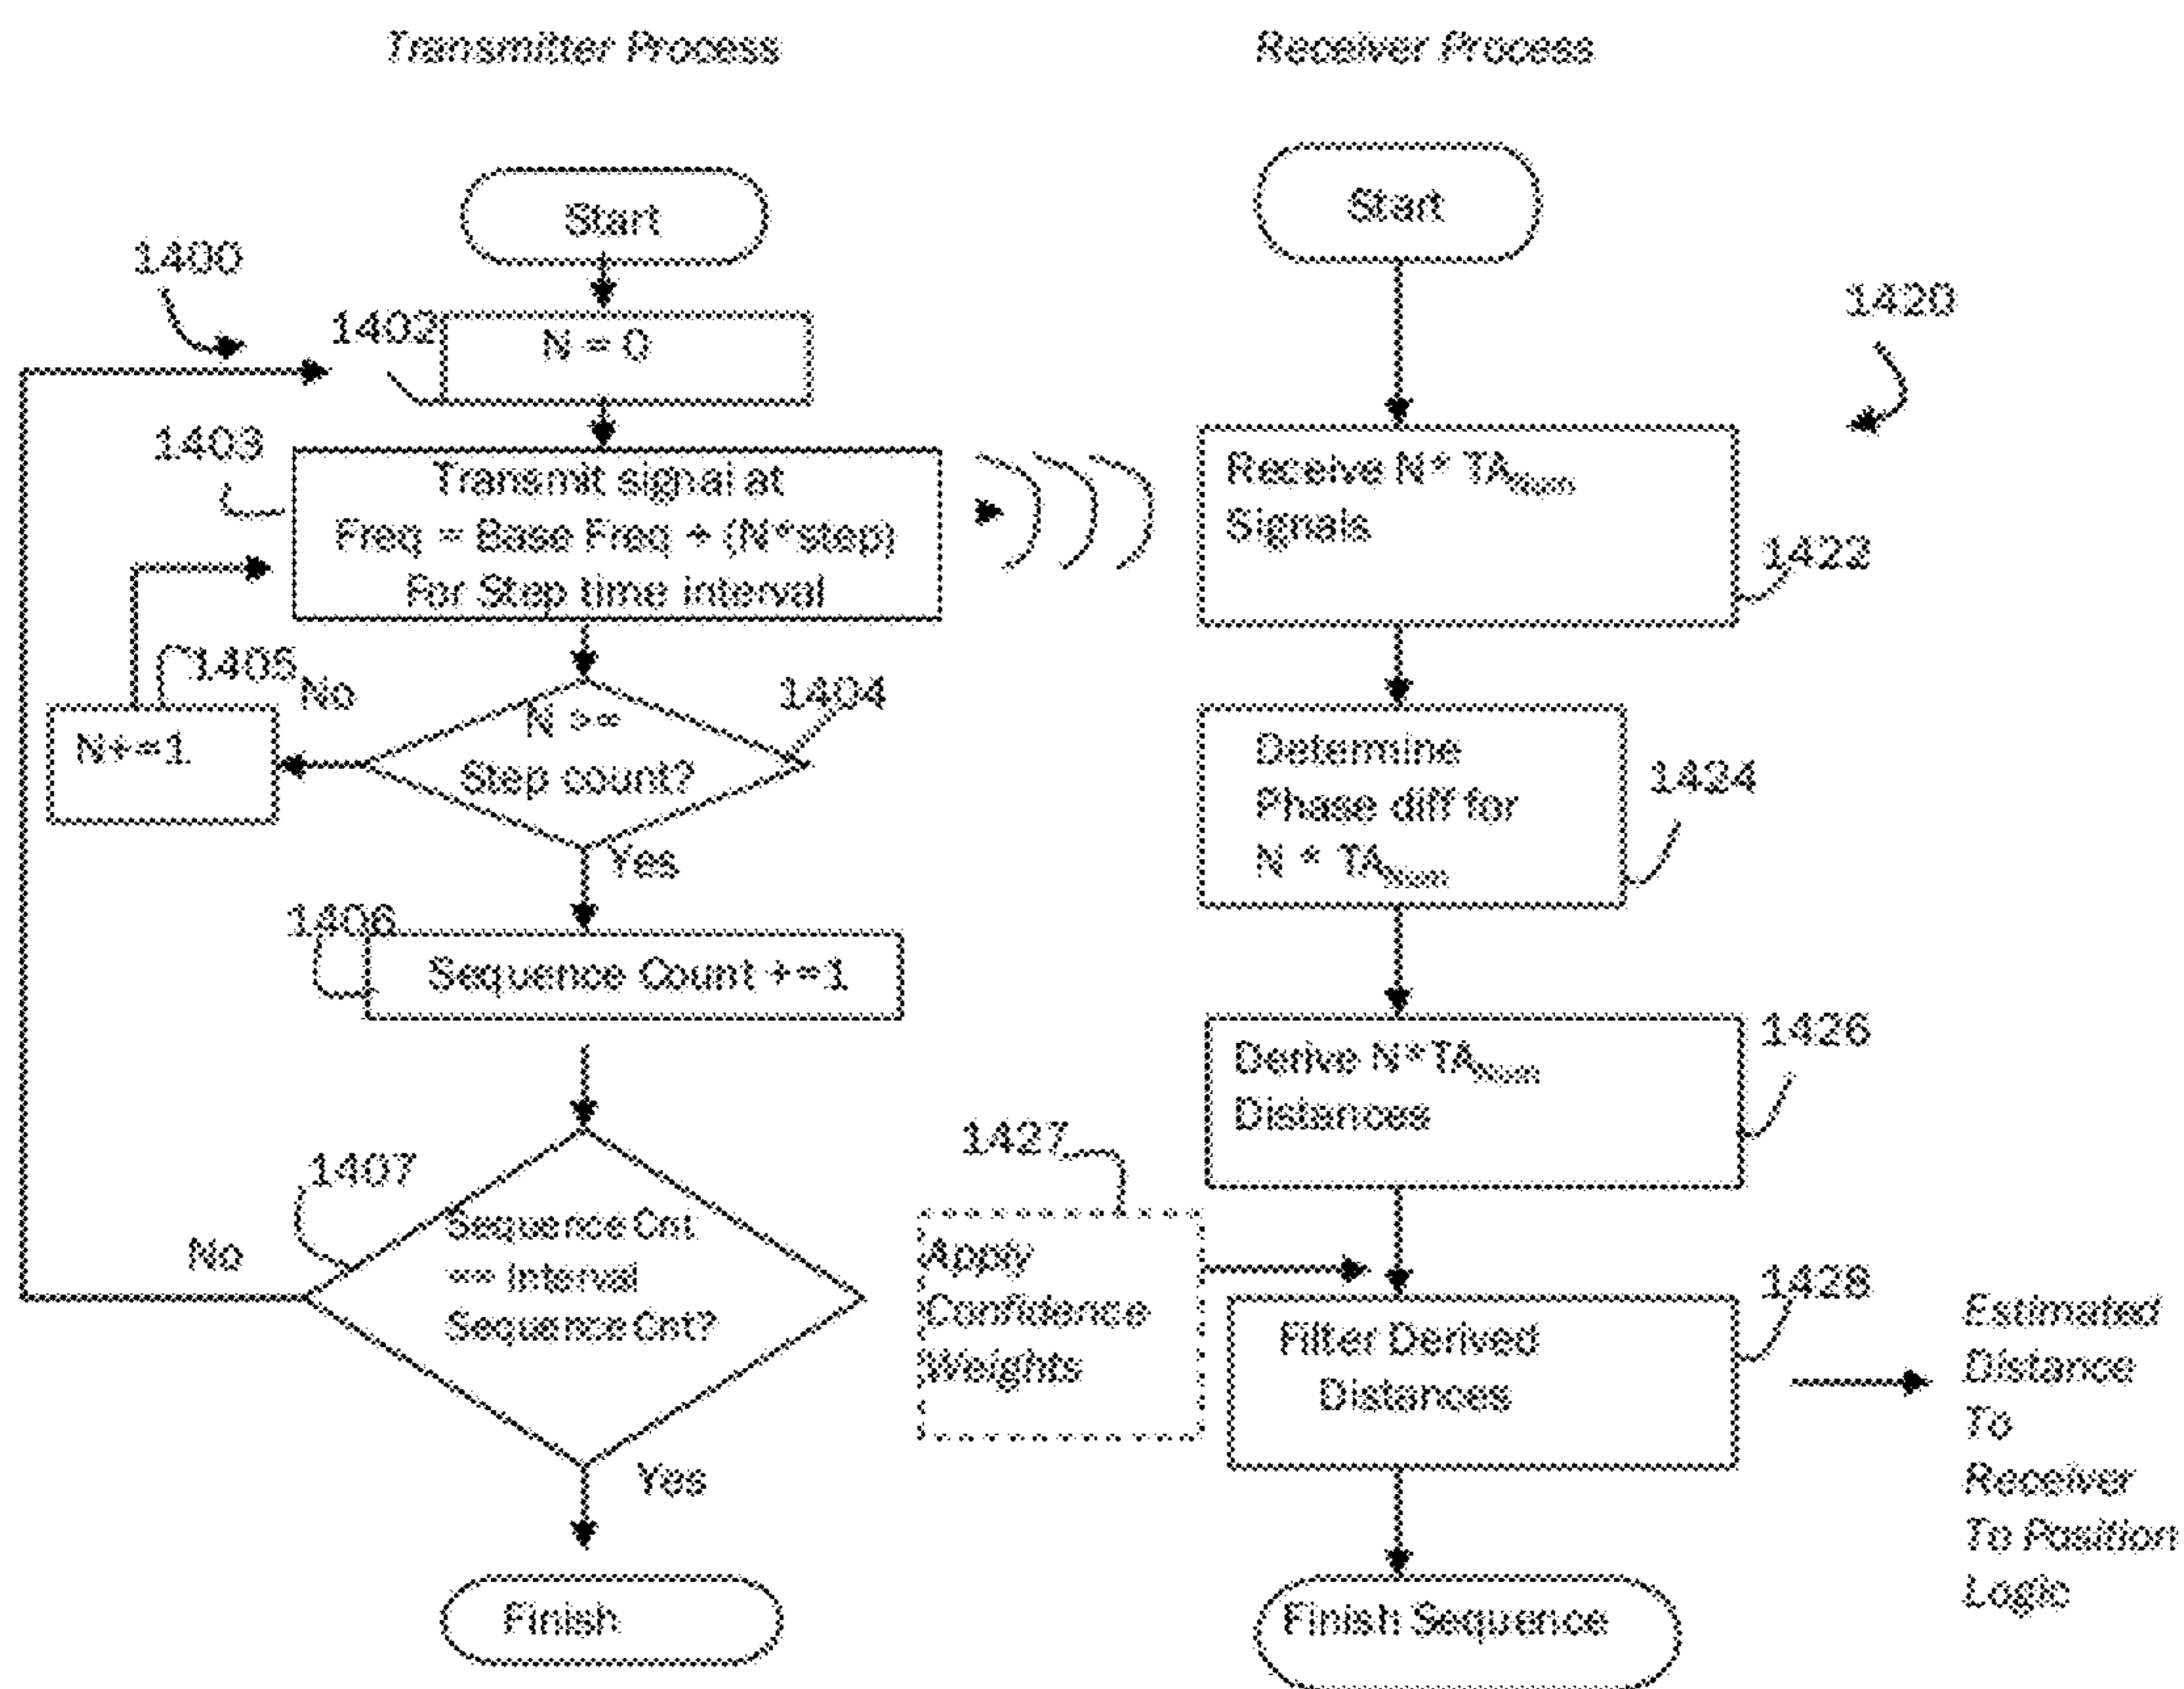 Transmitter Process
Start
1400
1402
N = 0
1403
Transmit signal at
Freq = Base Freq + (N*step)
For Step time interval
1405
No
N+=1
1404
N >=
Step count?
Yes
1406
Sequence Count +=1
1407
No
Sequence Cnt
== Interval
Sequence Cnt?
Yes
Finish
Receiver Process
Start
1420
Receive N* TANum
Signals
1422
Determine
Phase diff for
N * TANum
1424
Derive N*TANum
Distances
1426
1427
Apply
Confidence
Weights
Filter Derived
Distances
1428
Estimated
Distance
To
Receiver
To Position
Logic
Finish Sequence